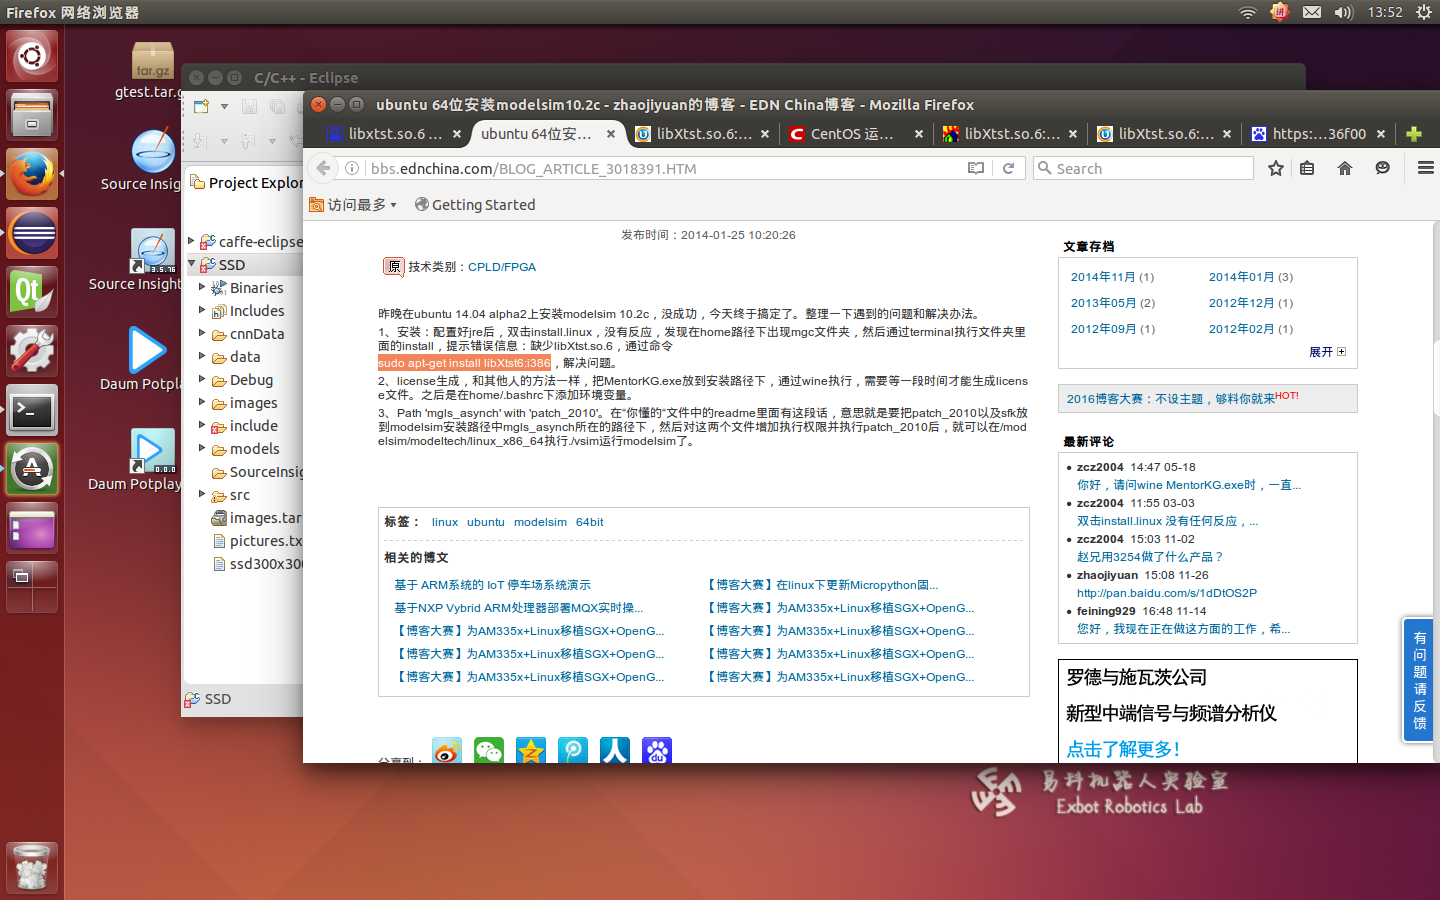 Firefox 网络浏览器
13:52
gtest.tar.g
Source Insig
Source Insight
3.5.16
Daum Potpla
Daum Potplay
0.0.0
C/C++ - Eclipse
Project Explor
caffe-eclipse
SSD
Binaries
Includes
cnnData
data
Debug
images
include
models
SourceInsig
src
images.tar
pictures.tx
ssd300x300
SSD
ubuntu 64位安装modelsim10.2c - zhaojiyuan的博客 - EDN China博客 - Mozilla Firefox
libxtst.so.6 ...
ubuntu 64位安...
libXtst.so.6:...
CentOS 运...
libXtst.so.6:...
libXtst.so.6:...
https:...36f00
bbs.ednchina.com/BLOG_ARTICLE_3018391.HTM
Search
访问最多
Getting Started
发布时间：2014-01-25 10:20:26
原 技术类别：CPLD/FPGA
昨晚在ubuntu 14.04 alpha2上安装modelsim 10.2c，没成功，今天终于搞定了。整理一下遇到的问题和解决办法。
1、安装：配置好jre后，双击install.linux，没有反应，发现在home路径下出现mgc文件夹，然后通过terminal执行文件夹里
面的install，提示错误信息：缺少libXtst.so.6，通过命令
sudo apt-get install libXtst6:i386，解决问题。
2、license生成，和其他人的方法一样，把MentorKG.exe放到安装路径下，通过wine执行，需要等一段时间才能生成licens
e文件。之后是在home/.bashrc下添加环境变量。
3、Path 'mgls_asynch' with 'patch_2010'。在“你懂的”文件中的readme里面有这段话，意思就是要把patch_2010以及sfk放
到modelsim安装路径中mgls_asynch所在的路径下，然后对这两个文件增加执行权限并执行patch_2010后，就可以在/mod
elsim/modeltech/linux_x86_64执行./vsim运行modelsim了。
标签： linux ubuntu modelsim 64bit
相关的博文
基于 ARM系统的 IoT 停车场系统演示
【博客大赛】在linux下更新Micropython固...
基于NXP Vybrid ARM处理器部署MQX实时操...
【博客大赛】为AM335x+Linux移植SGX+OpenG...
【博客大赛】为AM335x+Linux移植SGX+OpenG...
【博客大赛】为AM335x+Linux移植SGX+OpenG...
【博客大赛】为AM335x+Linux移植SGX+OpenG...
【博客大赛】为AM335x+Linux移植SGX+OpenG...
【博客大赛】为AM335x+Linux移植SGX+OpenG...
【博客大赛】为AM335x+Linux移植SGX+OpenG...
分享到：
文章存档
2014年11月 (1)
2014年01月 (3)
2013年05月 (2)
2012年12月 (1)
2012年09月 (1)
2012年02月 (1)
展开
2016博客大赛：不设主题，够料你就来HOT!
最新评论
zcz2004 14:47 05-18
你好，请问wine MentorKG.exe时，一直...
zcz2004 11:55 03-03
双击install.linux 没有任何反应，...
zcz2004 15:03 11-02
赵兄用3254做了什么产品？
zhaojiyuan 15:08 11-26
http://pan.baidu.com/s/1dDtOS2P
feining929 16:48 11-14
您好，我现在正在做这方面的工作，希...
罗德与施瓦茨公司
新型中端信号与频谱分析仪
点击了解更多！
有问题请反馈
易科机器人实验室
Exbot Robotics Lab